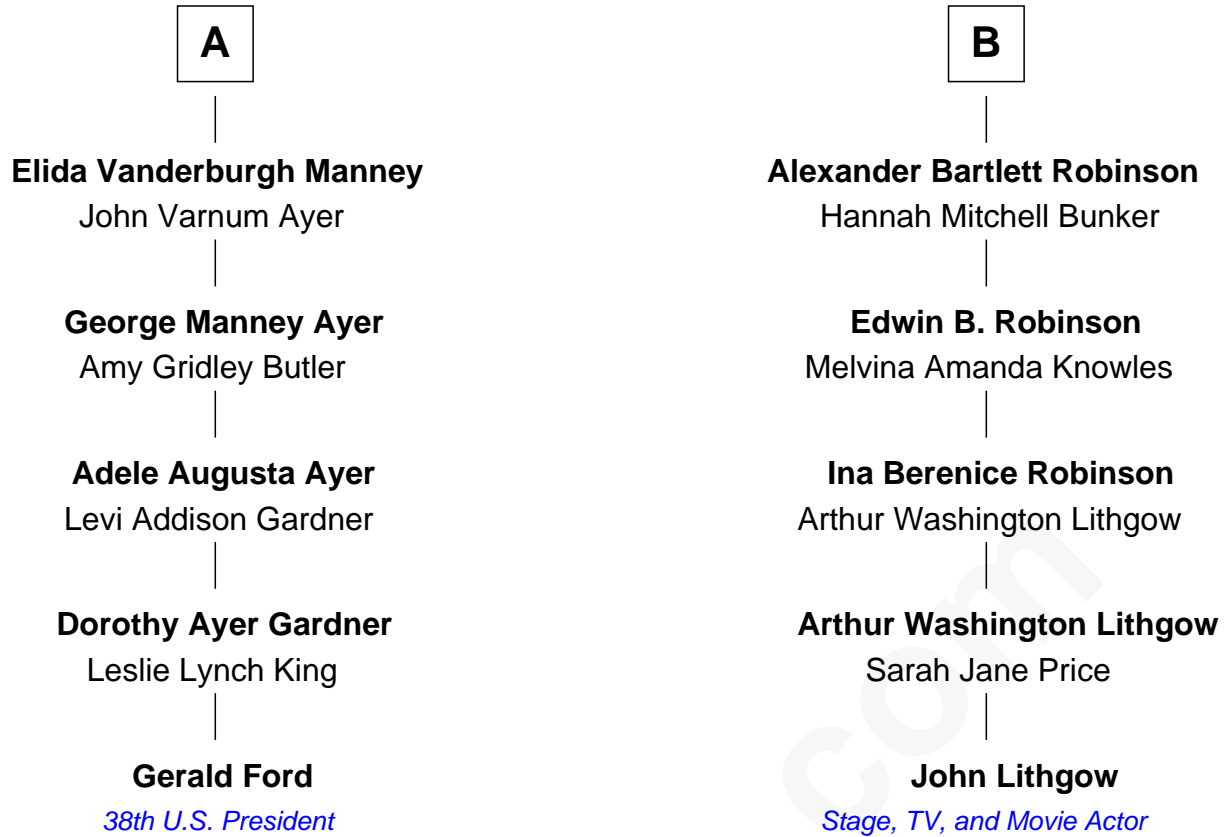 A
Elida Vanderburgh Manney
John Varnum Ayer
George Manney Ayer
Amy Gridley Butler
Adele Augusta Ayer
Levi Addison Gardner
Dorothy Ayer Gardner
Leslie Lynch King
Gerald Ford
38th U.S. President
B
Alexander Bartlett Robinson
Hannah Mitchell Bunker
Edwin B. Robinson
Melvina Amanda Knowles
Ina Berenice Robinson
Arthur Washington Lithgow
Arthur Washington Lithgow
Sarah Jane Price
John Lithgow
Stage, TV, and Movie Actor
com